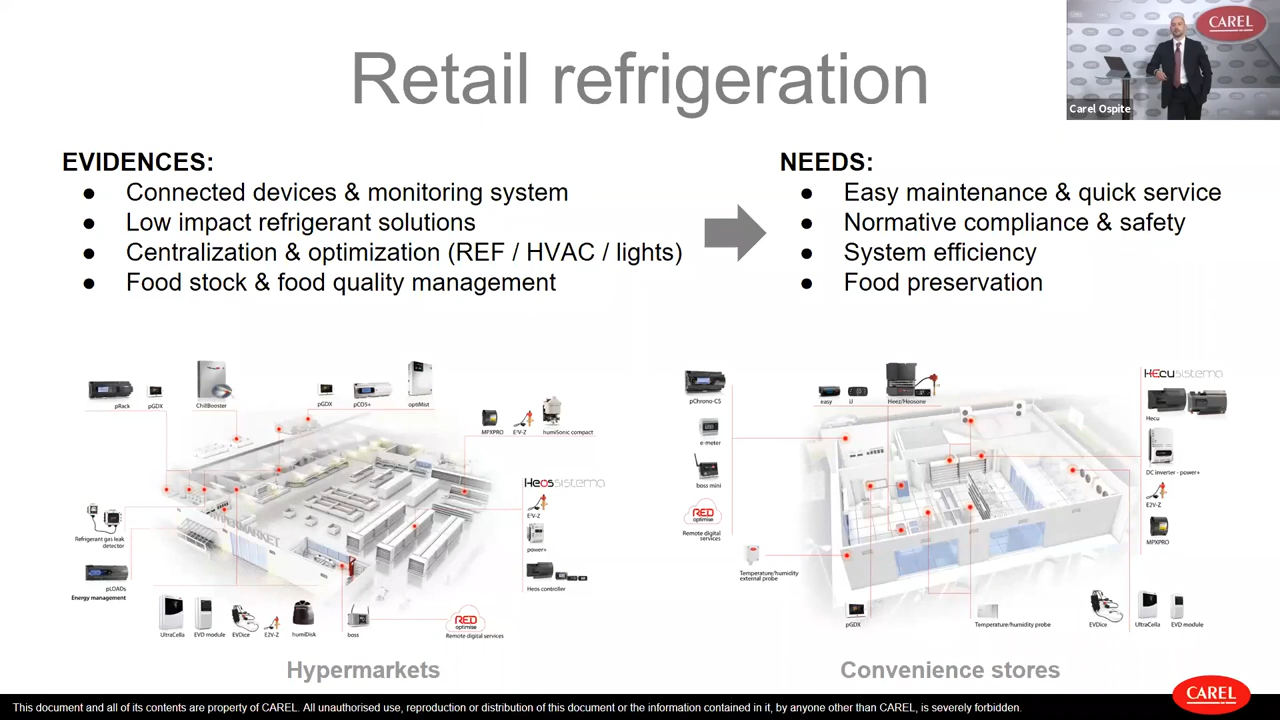 CAREL
Carel Ospite
Retail refrigeration
EVIDENCES:
● Connected devices & monitoring system
● Low impact refrigerant solutions
● Centralization & optimization (REF / HVAC / lights)
● Food stock & food quality management
NEEDS:
● Easy maintenance & quick service
● Normative compliance & safety
● System efficiency
● Food preservation
pRack
pGDX
ChillBooster
pGDX
pCO5+
optiMist
MPXPRO
E²V-Z
humiSonic compact
Heossistema
E²V-Z
power+
Heos controller
Refrigerant gas leak
detector
pLOADs
Energy management
MARKET
UltraCella
EVD module
EVDice
E2V-Z
humiDisk
boss
RED
optimise
Remote digital services
Hypermarkets
pChrono-CS
e-meter
boss mini
RED
optimise
Remote digital
services
easy
iJ
Heez/Heosone
HEcusistema
Hecu
DC inverter - power+
E2V-Z
MPXPRO
Temperature/humidity
external probe
pGDX
Temperature/humidity probe
EVDice
UltraCella
EVD module
Convenience stores
CAREL
This document and all of its contents are property of CAREL. All unauthorised use, reproduction or distribution of this document or the information contained in it, by anyone other than CAREL, is severely forbidden.